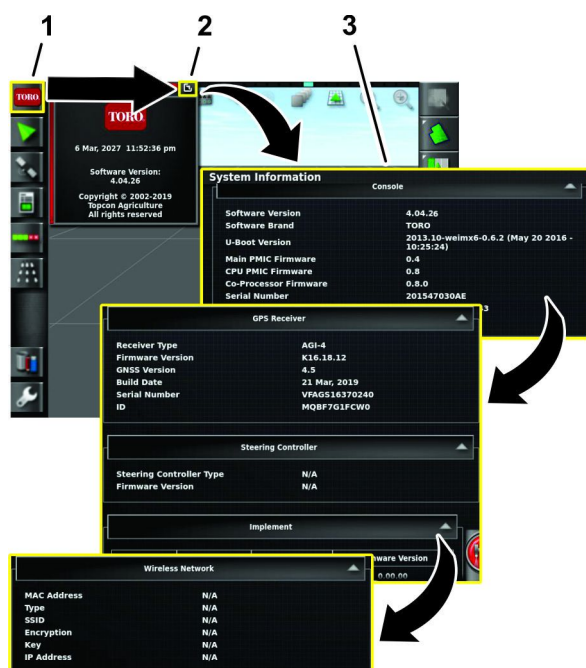 1
2
3
TORO
TORO
6 Mar, 2027 11:52:36 pm
Software Version:
4.04.26
Copyright © 2002-2019
Topcon Agriculture
All rights reserved
System Information
Console
Software Version 4.04.26
Software Brand TORO
U-Boot Version 2013.10-weimx6-0.6.2 (May 20 2016 -
10:25:24)
Main PMIC Firmware 0.4
CPU PMIC Firmware 0.8
Co-Processor Firmware 0.8.0
Serial Number 201547030AE
GPS Receiver
Receiver Type AGI-4
Firmware Version K16.18.12
GNSS Version 4.5
Build Date 21 Mar, 2019
Serial Number VFAGS16370240
ID MQBF7G1FCW0
Steering Controller
Steering Controller Type N/A
Firmware Version N/A
Implement
Version
0.00.00
Wireless Network
MAC Address N/A
Type N/A
SSID N/A
Encryption N/A
Key N/A
IP Address N/A